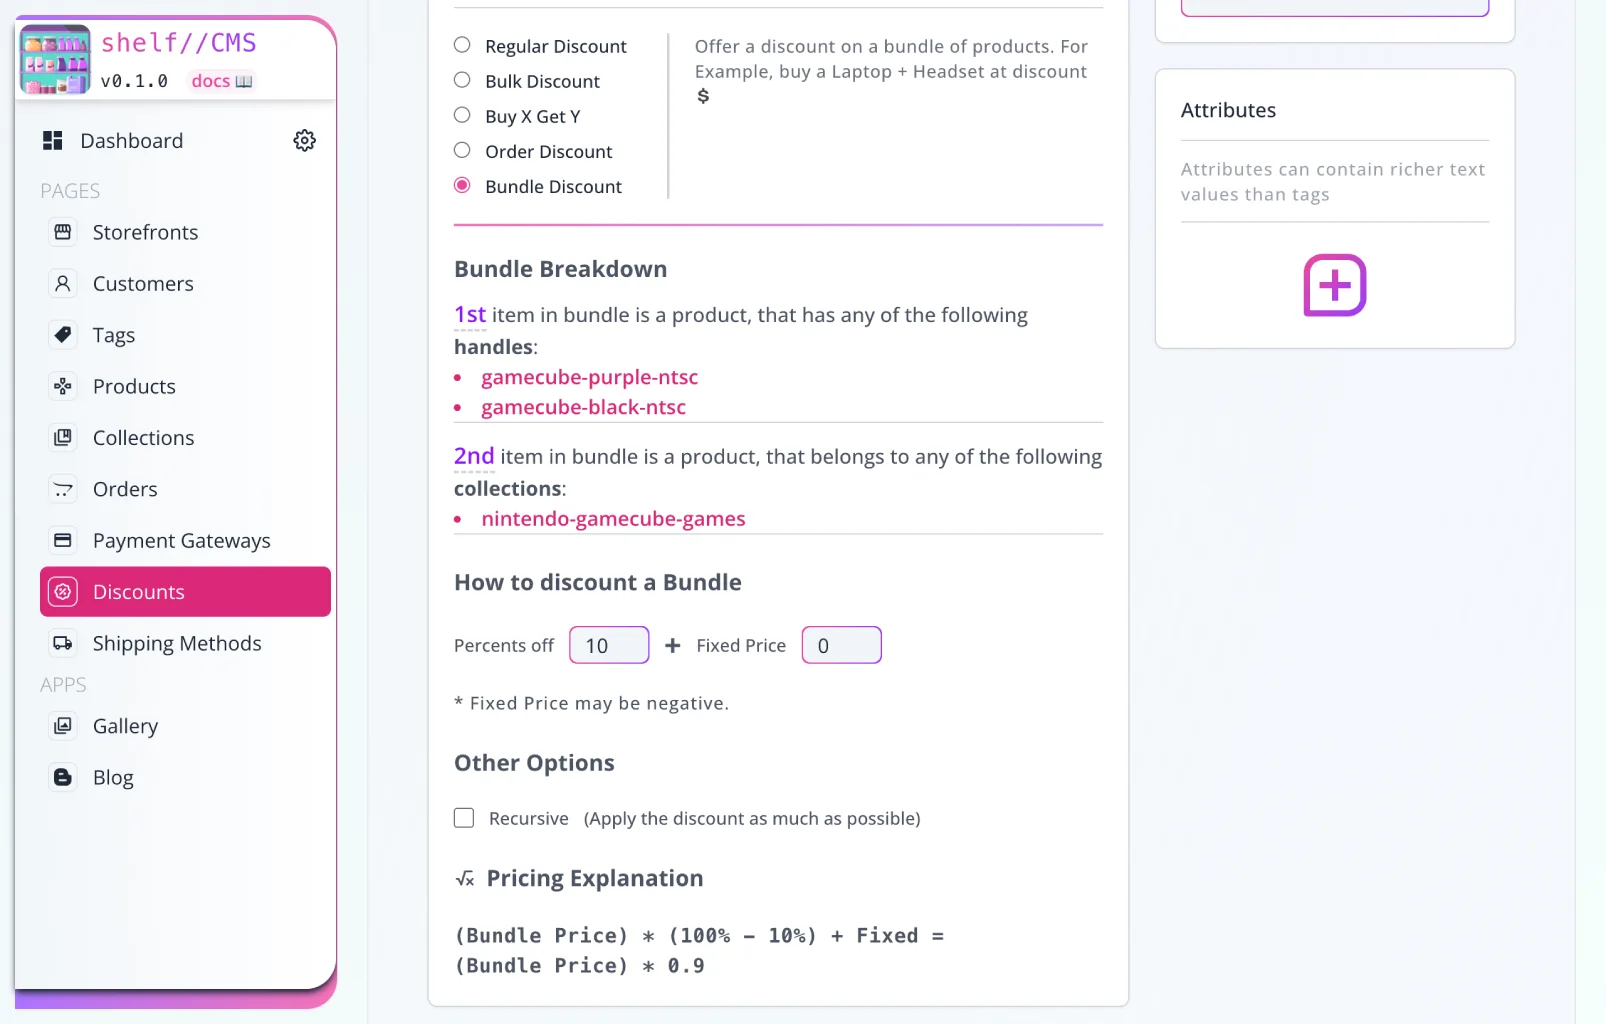 shelf//CMS
v0.1.0 docs
Dashboard
PAGES
Storefronts
Customers
Tags
Products
Collections
Orders
Payment Gateways
Discounts
Shipping Methods
APPS
Gallery
Blog
Regular Discount
Bulk Discount
Buy X Get Y
Order Discount
Bundle Discount
Offer a discount on a bundle of products. For
Example, buy a Laptop + Headset at discount
$
Bundle Breakdown
1st item in bundle is a product, that has any of the following
handles:
• gamecube-purple-ntsc
• gamecube-black-ntsc
2nd item in bundle is a product, that belongs to any of the following
collections:
• nintendo-gamecube-games
How to discount a Bundle
Percents off 10 + Fixed Price 0
* Fixed Price may be negative.
Other Options
Recursive (Apply the discount as much as possible)
Pricing Explanation
(Bundle Price) * (100% − 10%) + Fixed =
(Bundle Price) * 0.9
Attributes
Attributes can contain richer text
values than tags